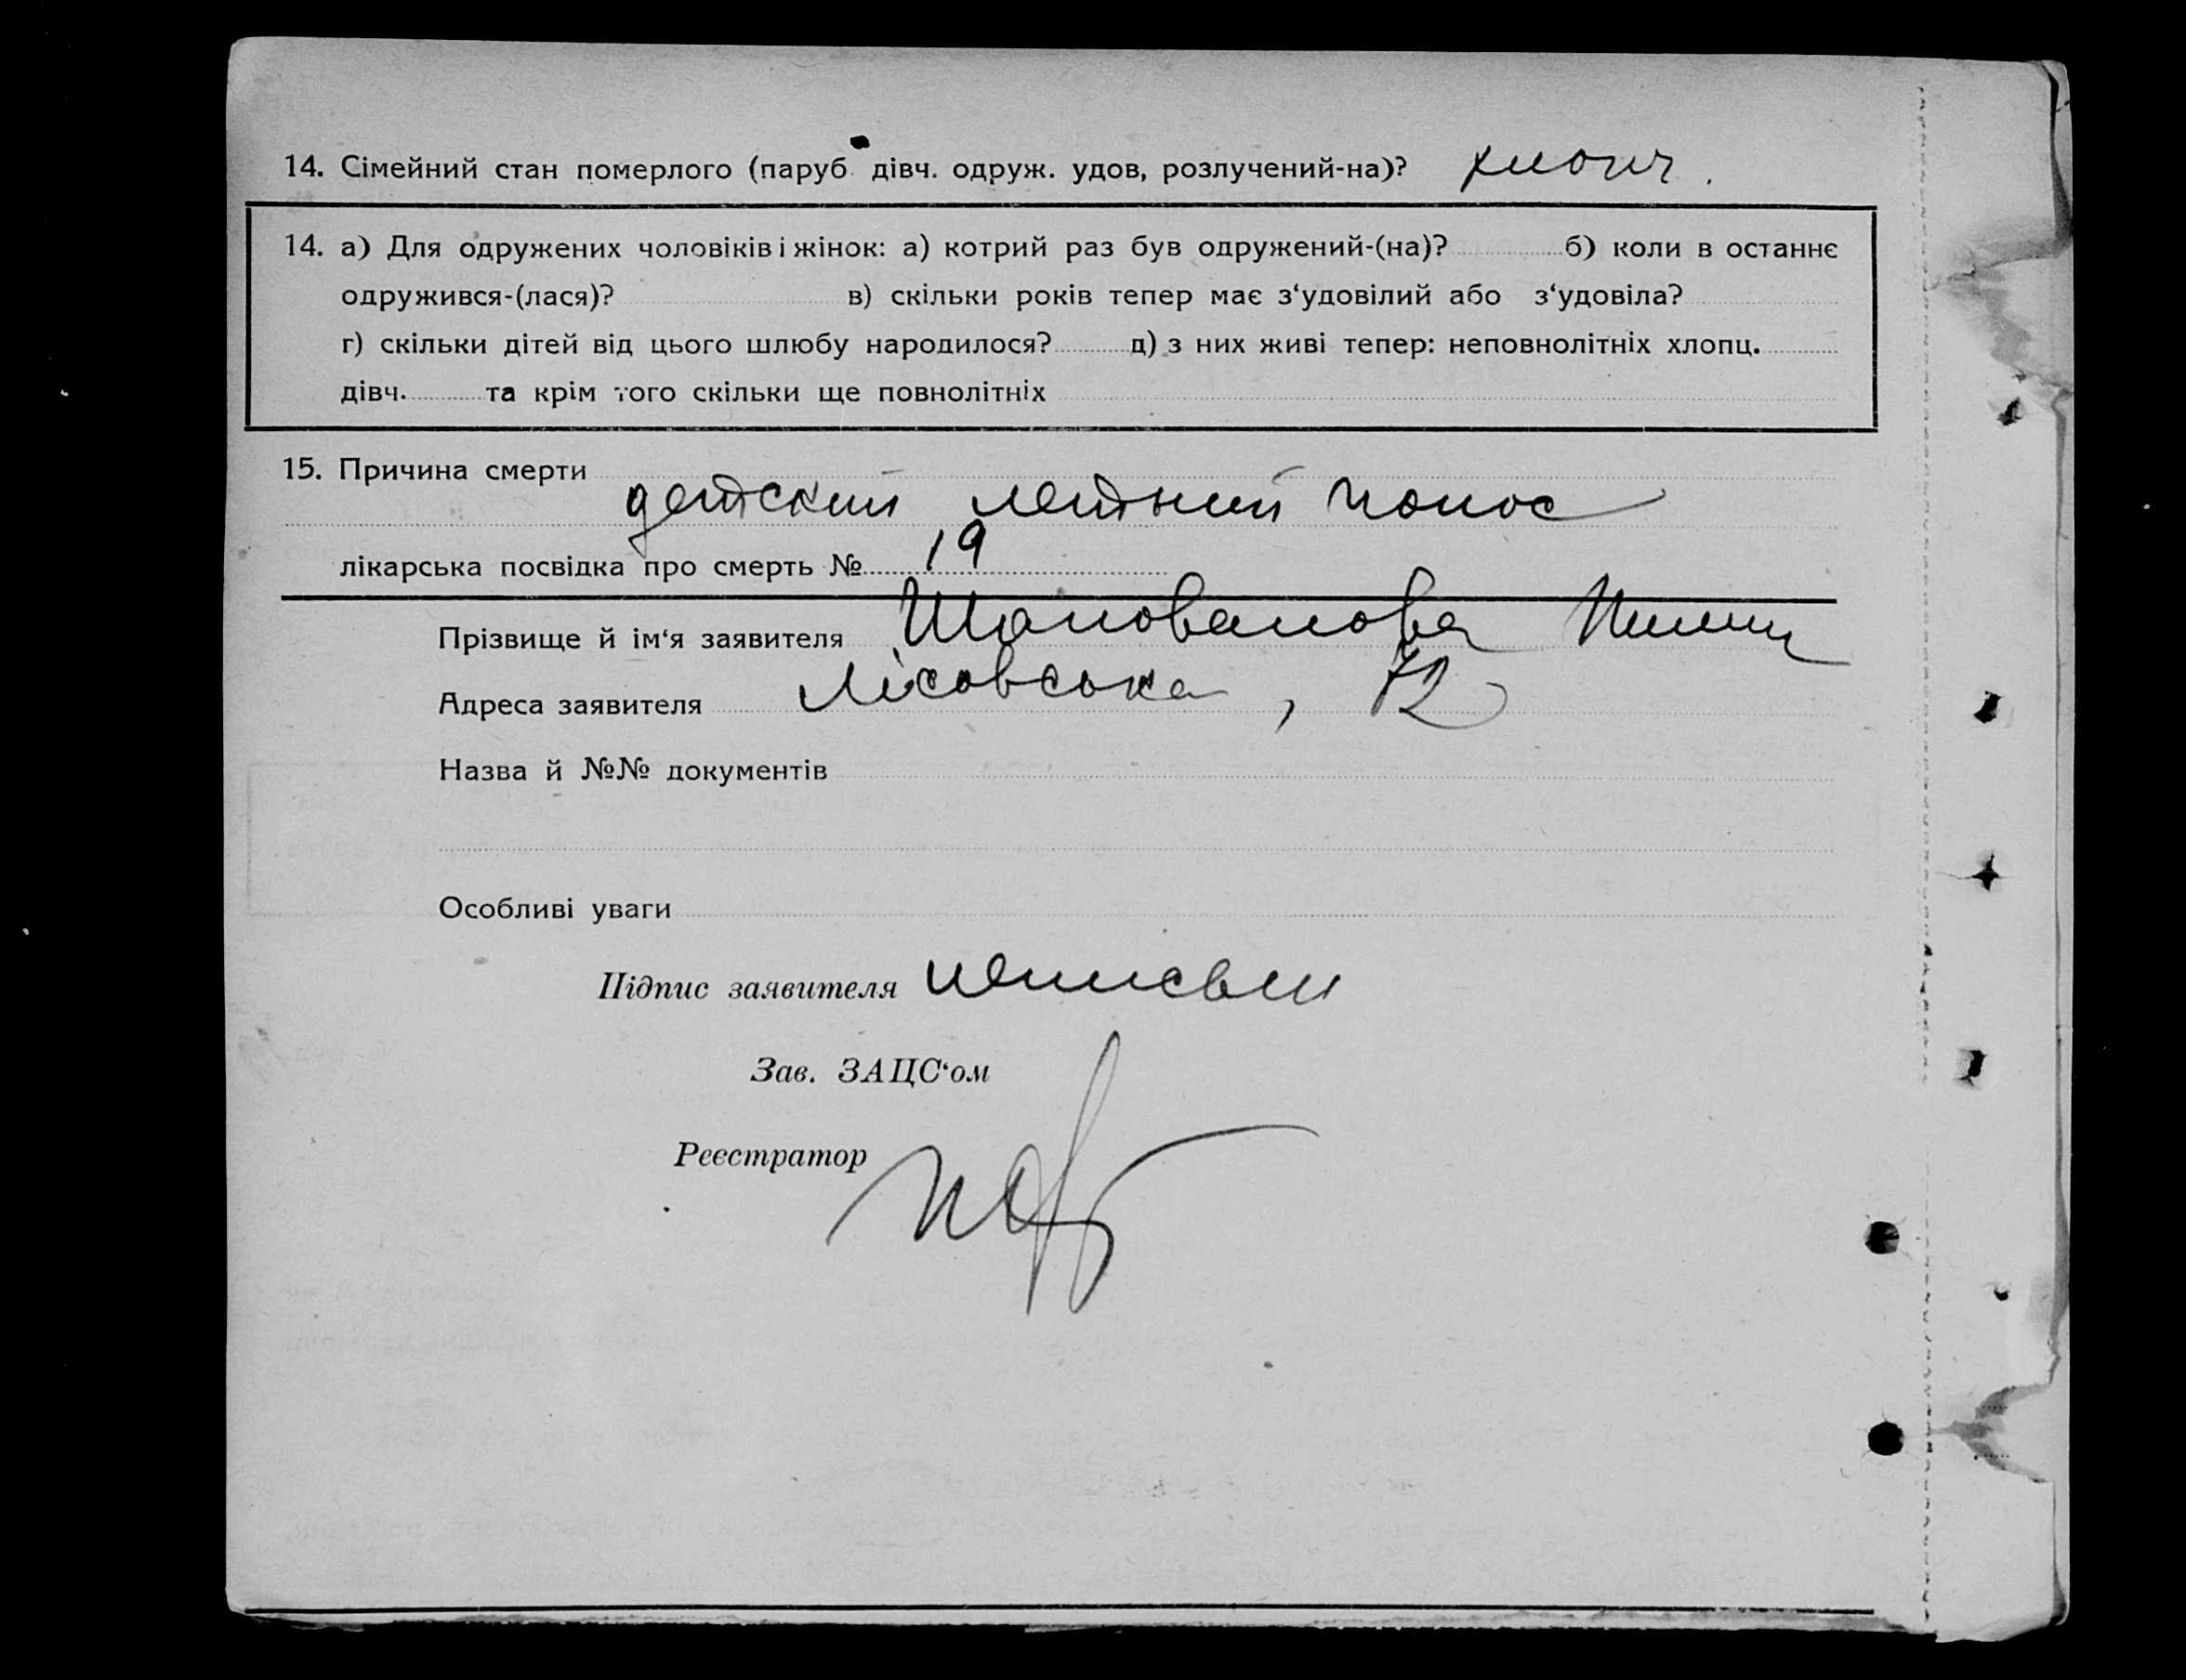 14. Сімейний стан померлого (паруб дівч. одруж. удов, розлучений-на)? хлопч.
14. а) Для одружених чоловіків і жінок: а) котрий раз був одружений-(на)? б) коли в останнє
одружився-(лася)? в) скільки років тепер має з‘удовілий або з‘удовіла?
г) скільки дітей від цього шлюбу народилося? д) з них живі тепер: неповнолітніх хлопц.
дівч. та крім того скільки ще повнолітніх
15. Причина смерти
детский летний понос
лікарська посвідка про смерть № 19
Прізвище й ім‘я заявителя Шаповалова
Адреса заявителя Лісовська, 72
Назва й №№ документів
Особливі уваги
Підпис заявителя
Зав. ЗАЦС‘ом
Реєстратор